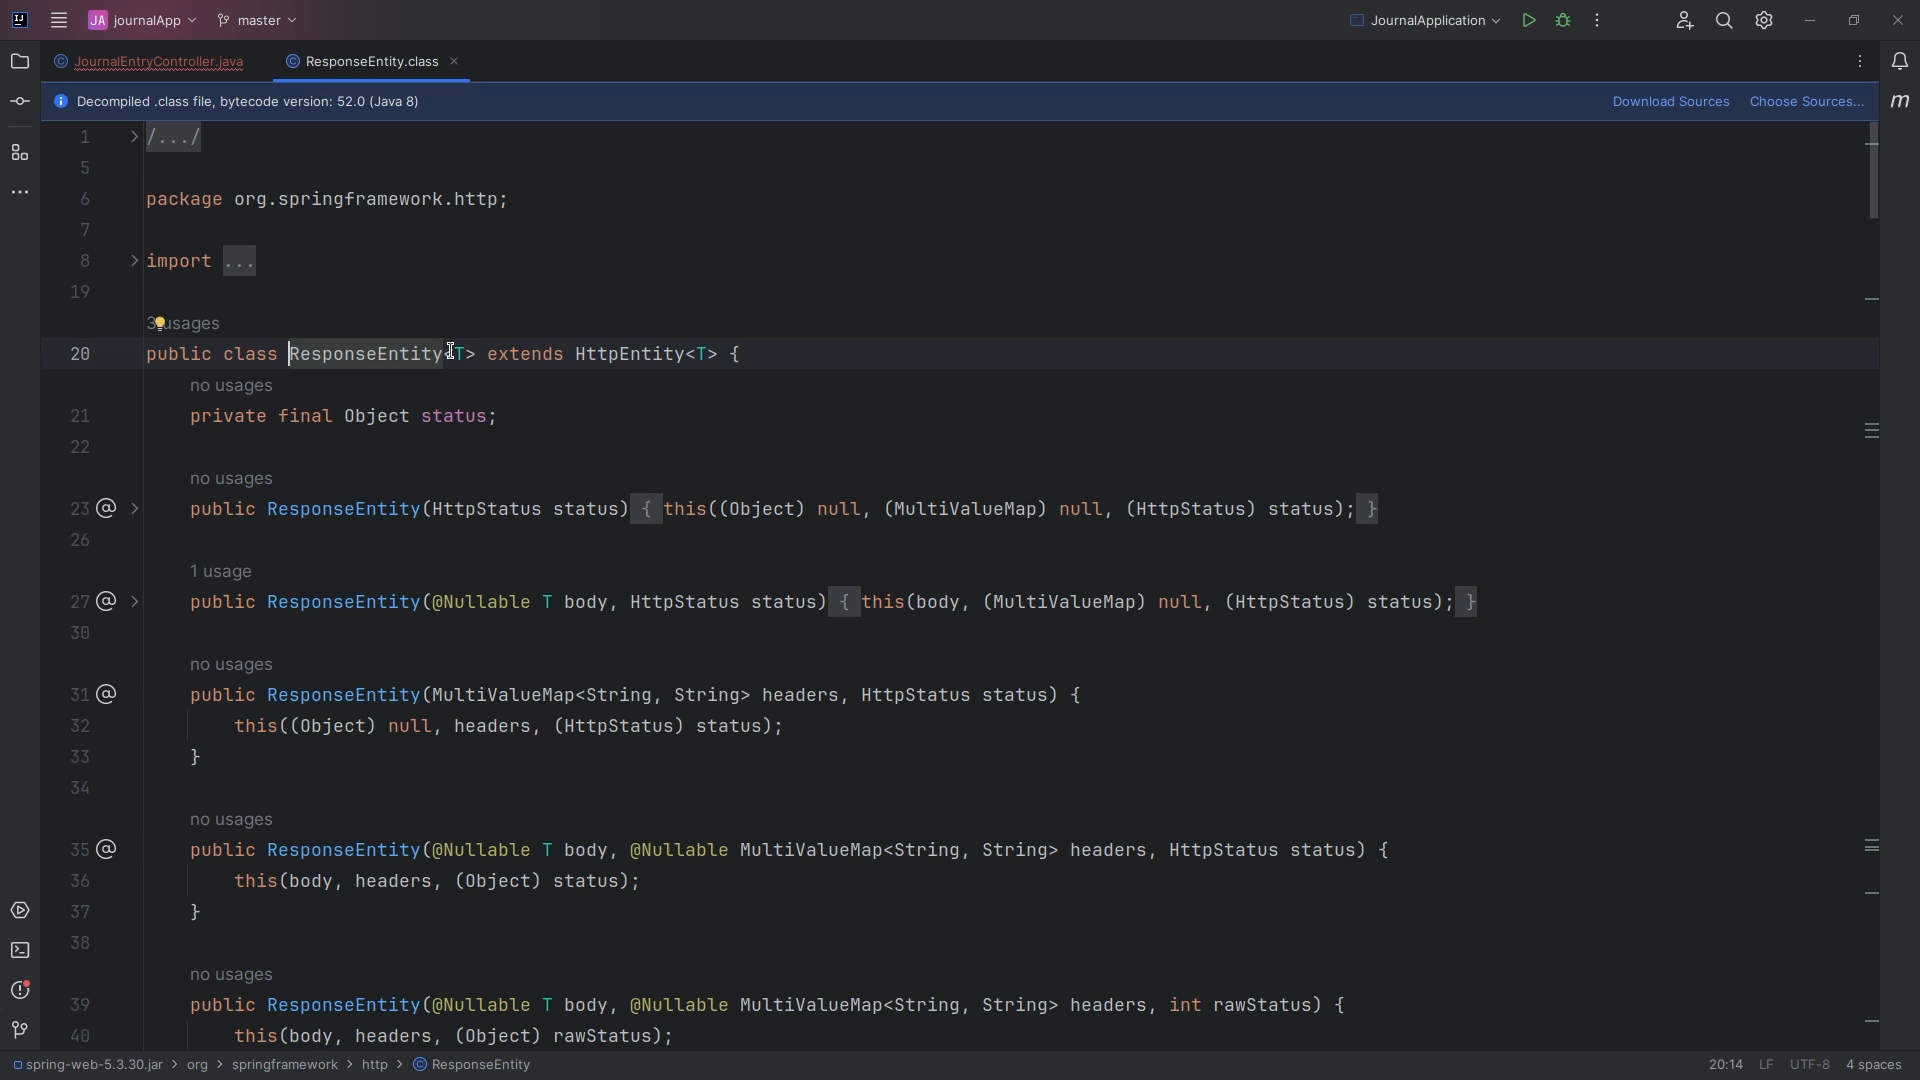 JA journalApp master JournalApplication
JournalEntryController.java ResponseEntity.class
Decompiled .class file, bytecode version: 52.0 (Java 8) Download Sources Choose Sources...
1 /.../
5
6 package org.springframework.http;
7
8 import ...
19
3 usages
20 public class ResponseEntity<T> extends HttpEntity<T> {
no usages
21 private final Object status;
22
no usages
23 @ public ResponseEntity(HttpStatus status) { this((Object) null, (MultiValueMap) null, (HttpStatus) status); }
26
1 usage
27 @ public ResponseEntity(@Nullable T body, HttpStatus status) { this(body, (MultiValueMap) null, (HttpStatus) status); }
30
no usages
31 @ public ResponseEntity(MultiValueMap<String, String> headers, HttpStatus status) {
32 this((Object) null, headers, (HttpStatus) status);
33 }
34
no usages
35 @ public ResponseEntity(@Nullable T body, @Nullable MultiValueMap<String, String> headers, HttpStatus status) {
36 this(body, headers, (Object) status);
37 }
38
no usages
39 public ResponseEntity(@Nullable T body, @Nullable MultiValueMap<String, String> headers, int rawStatus) {
40 this(body, headers, (Object) rawStatus);
spring-web-5.3.30.jar > org > springframework > http > ResponseEntity 20:14 LF UTF-8 4 spaces